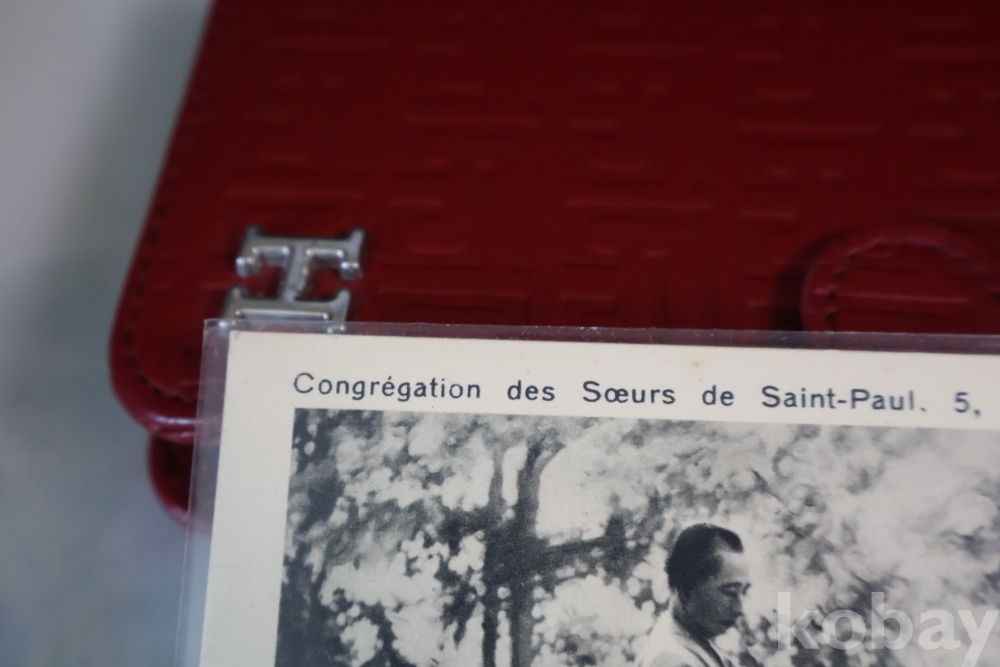 Congrégation des Sœurs de Saint-Paul. 5,
kobay